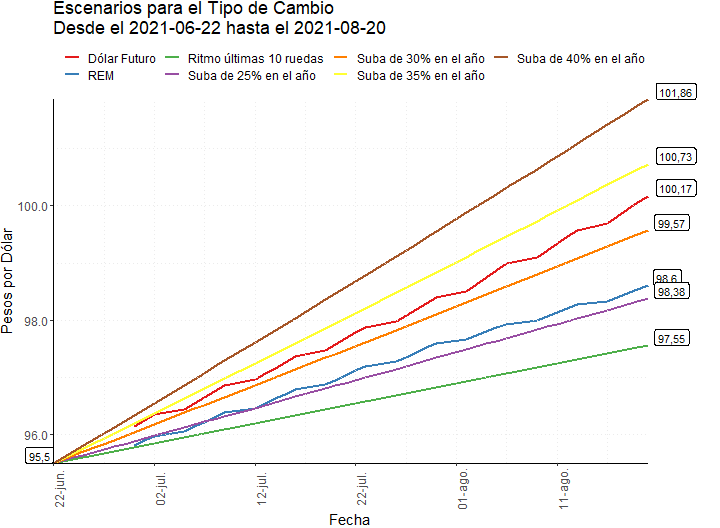 Escenarios para el Tipo de Cambio
Desde el 2021-06-22 hasta el 2021-08-20
Dólar Futuro
Ritmo últimas 10 ruedas
Suba de 30% en el año
Suba de 40% en el año
REM
Suba de 25% en el año
Suba de 35% en el año
101,86
100,73
100,17
99,57
98,6
98,38
97,55
95,5
100.0
98.0
96.0
Pesos por Dólar
22-jun.
02-jul.
12-jul.
22-jul.
01-ago.
11-ago.
Fecha